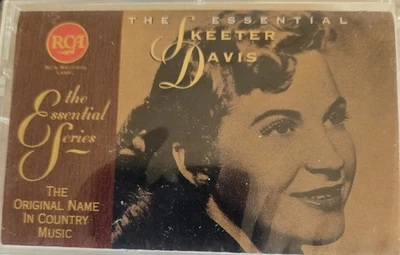 RCA
RCA RECORDS
LABEL
the
Essential
Series
THE
ORIGINAL NAME
IN COUNTRY
MUSIC
THE ESSENTIAL
SKEETER
DAVIS